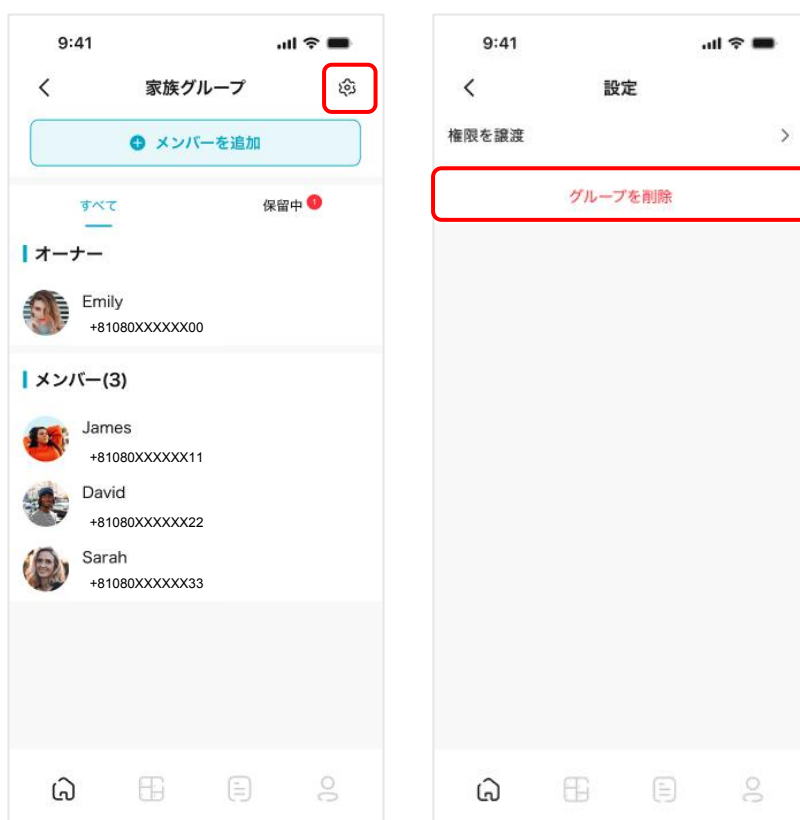 9:41
家族グループ
メンバーを追加
すべて
保留中 1
オーナー
Emily
+81080XXXXXX00
メンバー(3)
James
+81080XXXXXX11
David
+81080XXXXXX22
Sarah
+81080XXXXXX33
9:41
設定
権限を譲渡
グループを削除